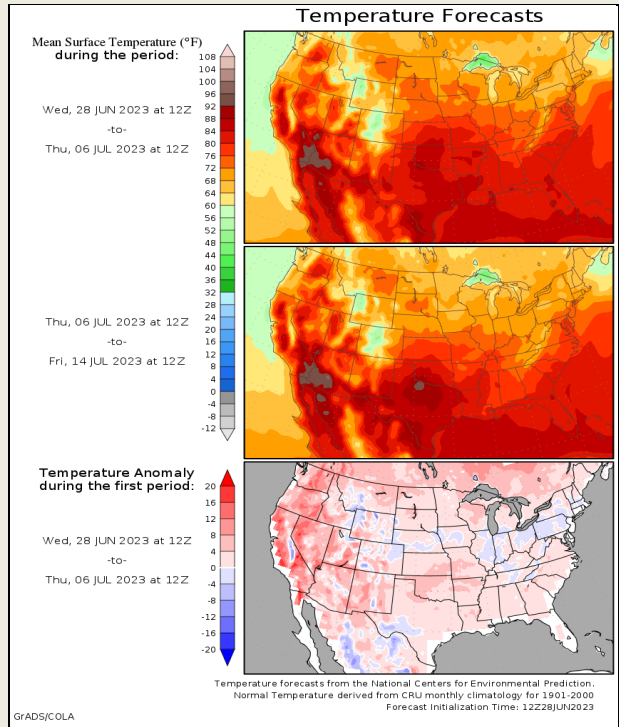 Temperature Forecasts
Mean Surface Temperature (°F)
during the period:
Wed, 28 JUN 2023 at 12Z
-to-
Thu, 06 JUL 2023 at 12Z
108
104
100
96
92
88
84
80
76
72
68
64
60
56
52
48
44
40
36
32
28
24
20
16
12
8
4
0
-4
-8
-12
Thu, 06 JUL 2023 at 12Z
-to-
Fri, 14 JUL 2023 at 12Z
Temperature Anomaly
during the first period:
Wed, 28 JUN 2023 at 12Z
-to-
Thu, 06 JUL 2023 at 12Z
20
16
12
8
4
0
-4
-8
-12
-16
-20
Temperature forecasts from the National Centers for Environmental Prediction.
Normal Temperature derived from CRU monthly climatology for 1901-2000
Forecast Initialization Time: 12Z28JUN2023
GrADS/COLA